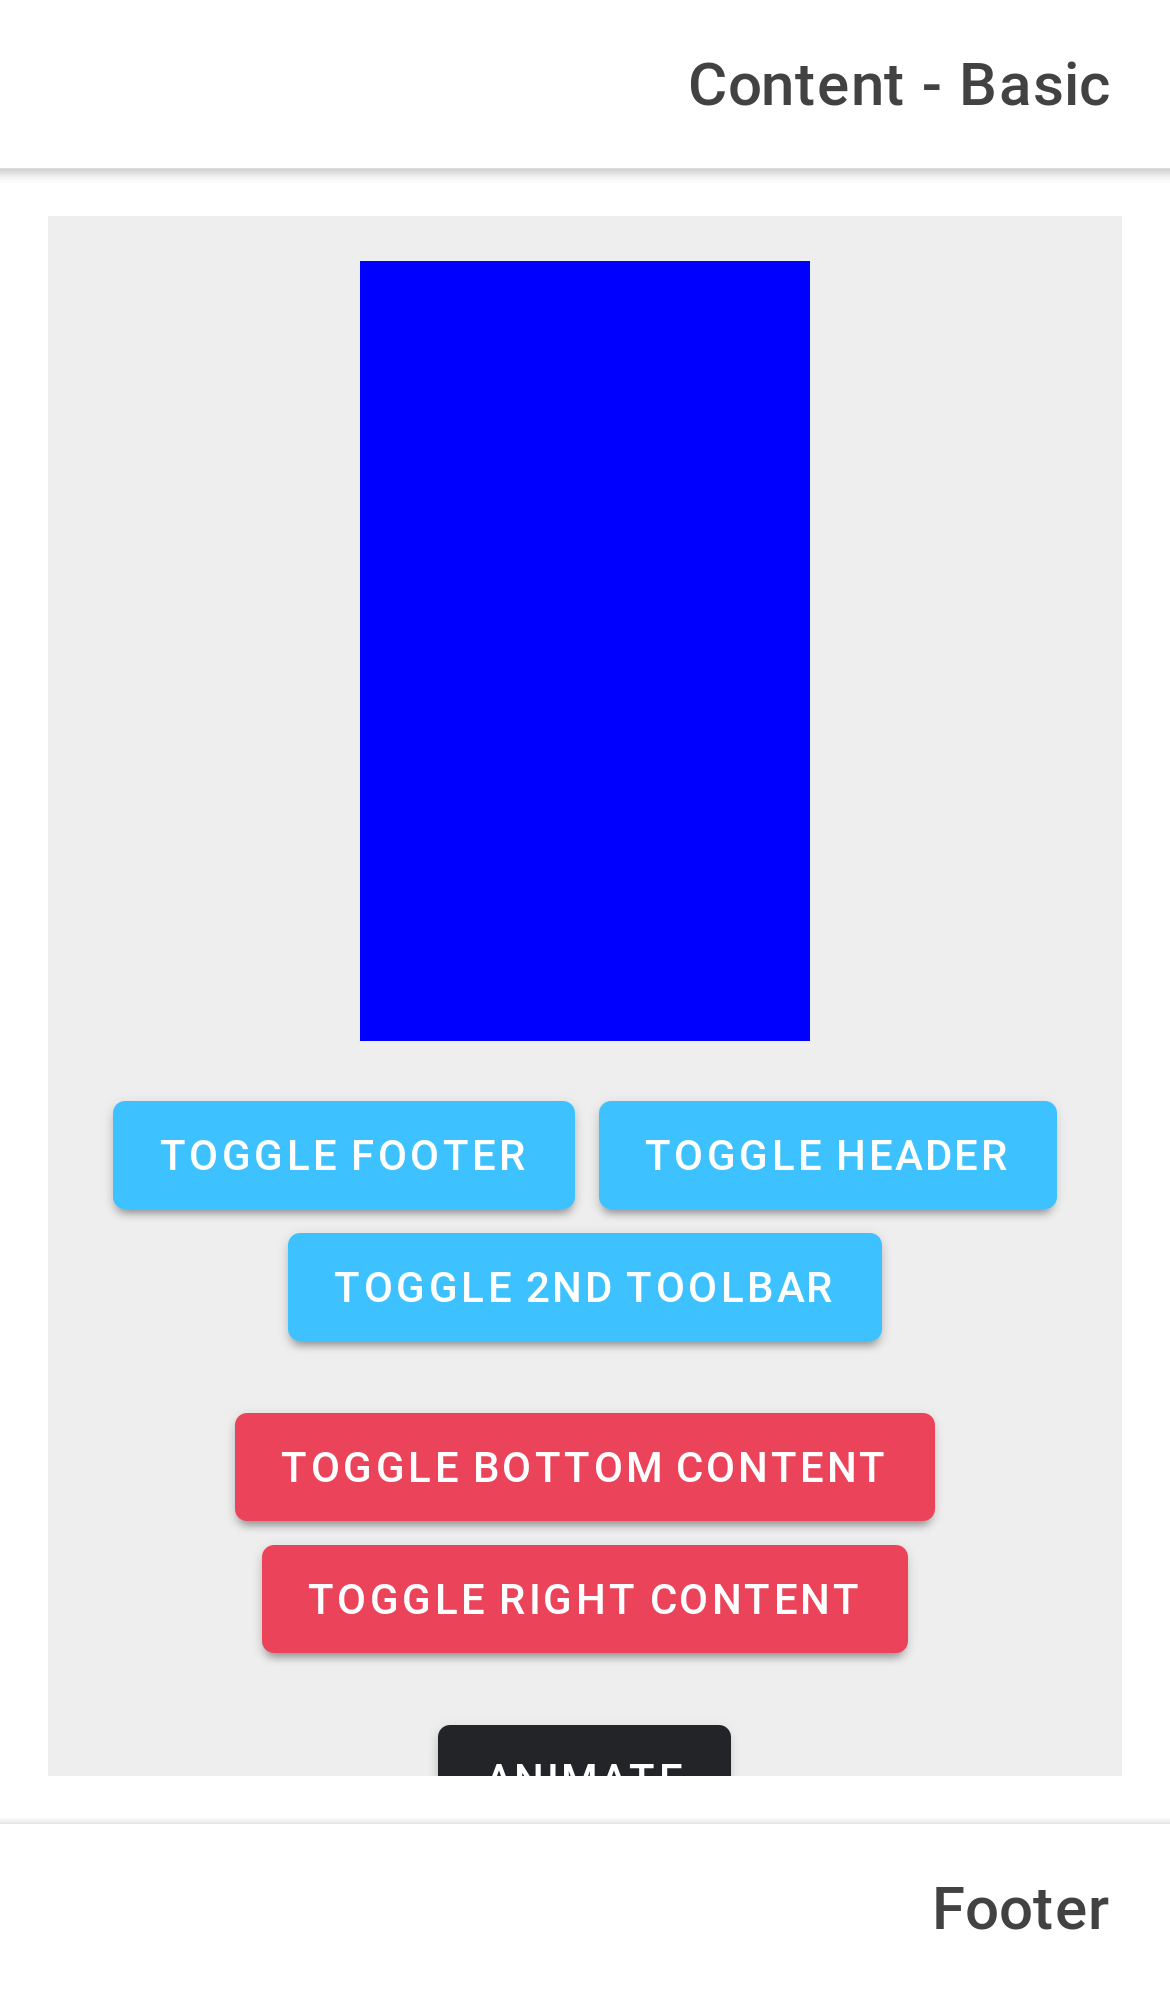 Content - Basic
TOGGLE FOOTER TOGGLE HEADER
TOGGLE 2ND TOOLBAR
TOGGLE BOTTOM CONTENT
TOGGLE RIGHT CONTENT
ANIMATE
Footer